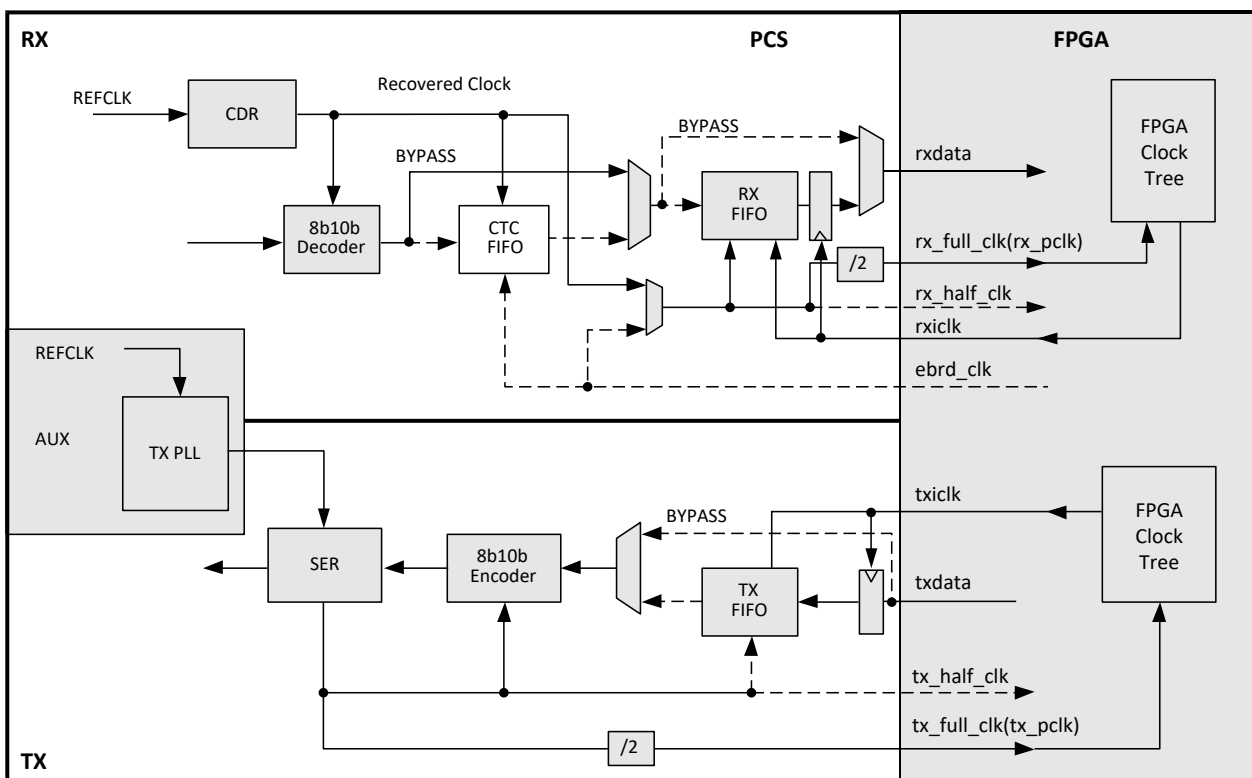 RX
PCS
FPGA
REFCLK
CDR
Recovered Clock
BYPASS
BYPASS
rxdata
FPGA
Clock
Tree
8b10b
Decoder
CTC
FIFO
RX
FIFO
/2
rx_full_clk(rx_pclk)
rx_half_clk
rxiclk
ebrd_clk
REFCLK
AUX
TX PLL
txiclk
BYPASS
FPGA
Clock
Tree
SER
8b10b
Encoder
TX
FIFO
txdata
tx_half_clk
tx_full_clk(tx_pclk)
/2
TX